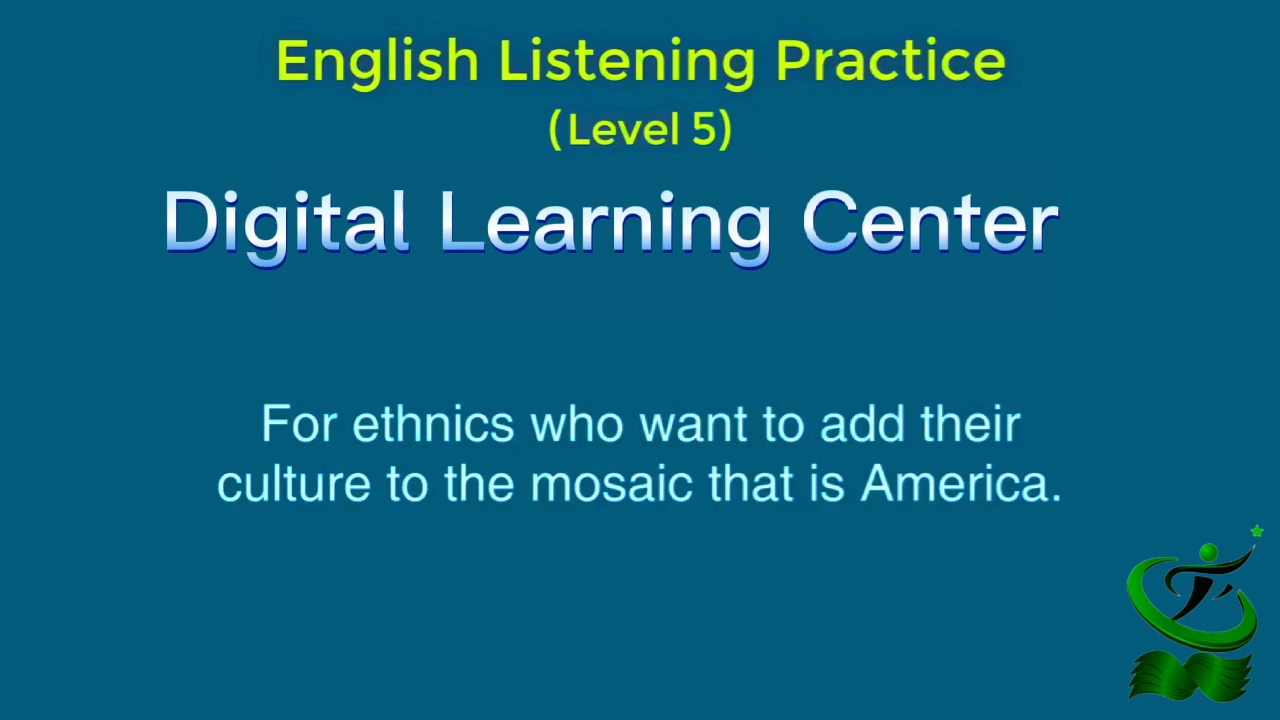 English Listening Practice
(Level 5)
Digital Learning Center
For ethnics who want to add their
culture to the mosaic that is America.